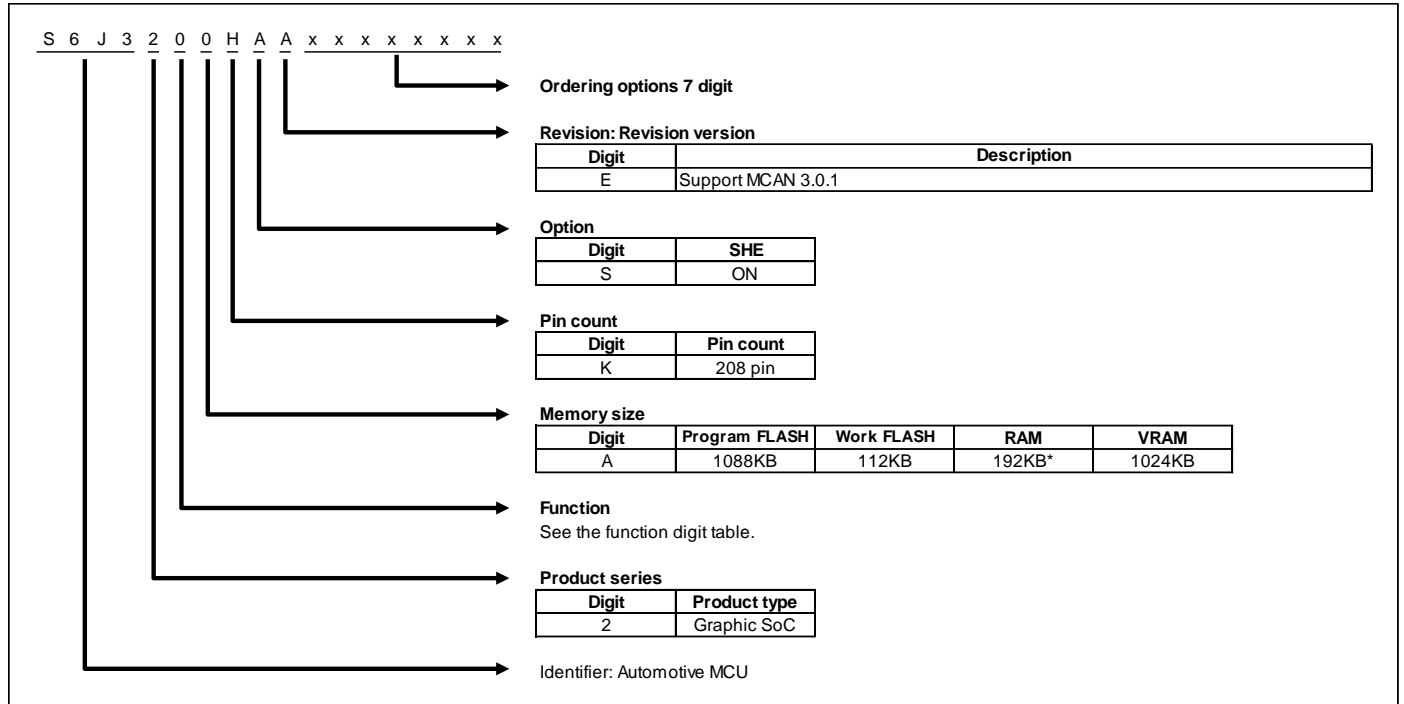 S 6 J 3 2 0 0 H A A x x x x x x x x
Ordering options 7 digit
Revision: Revision version
Digit Description
E Support MCAN 3.0.1
Option
Digit SHE
S ON
Pin count
Digit Pin count
K 208 pin
Memory size
Digit Program FLASH Work FLASH RAM VRAM
A 1088KB 112KB 192KB* 1024KB
Function
See the function digit table.
Product series
Digit Product type
2 Graphic SoC
Identifier: Automotive MCU